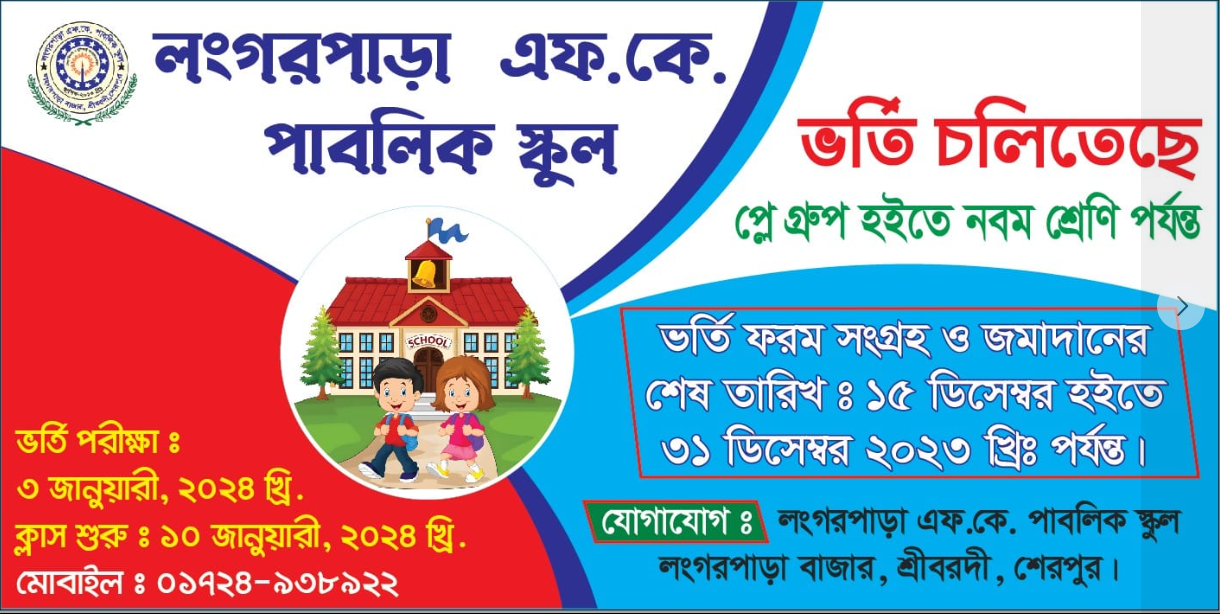 লংগরপাড়া এফ.কে.
পাবলিক স্কুল
ভর্তি চলিতেছে
প্লে গ্রুপ হইতে নবম শ্রেণি পর্যন্ত
SCHOOL
ভর্তি ফরম সংগ্রহ ও জমাদানের
শেষ তারিখ ঃ ১৫ ডিসেম্বর হইতে
৩১ ডিসেম্বর ২০২৩ খ্রিঃ পর্যন্ত।
ভর্তি পরীক্ষা ঃ
৩ জানুয়ারী, ২০২৪ খ্রি.
ক্লাস শুরু ঃ ১০ জানুয়ারী, ২০২৪ খ্রি.
মোবাইল ঃ ০১৭২৪-৯৩৮৯২২
যোগাযোগ ঃ লংগরপাড়া এফ.কে. পাবলিক স্কুল
লংগরপাড়া বাজার, শ্রীবরদী, শেরপুর।